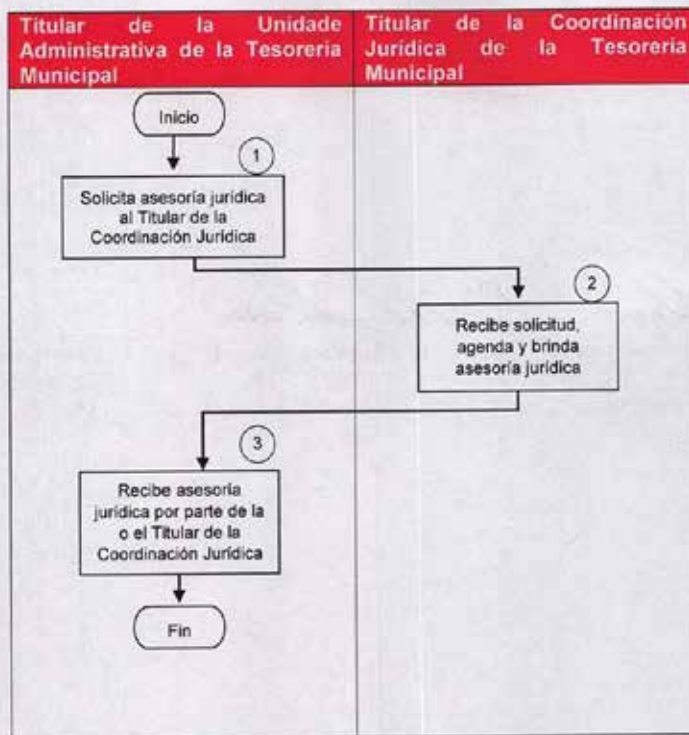 Titular de la Unidade
Administrativa de la Tesoreria
Municipal
Titular de la Coordinación
Jurídica de la Tesorería
Municipal
Inicio
1
Solicita asesoría jurídica
al Titular de la
Coordinación Jurídica
2
Recibe solicitud,
agenda y brinda
asesoría jurídica
3
Recibe asesoría
jurídica por parte de la
o el Titular de la
Coordinación Jurídica
Fin